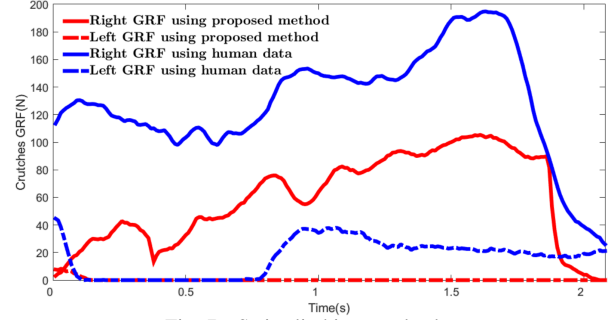 200
180
160
140
120
100
80
60
40
20
0
Crutches GRF(N)
Right GRF using proposed method
Left GRF using proposed method
Right GRF using human data
Left GRF using human data
0
0.5
1
1.5
2
Time(s)